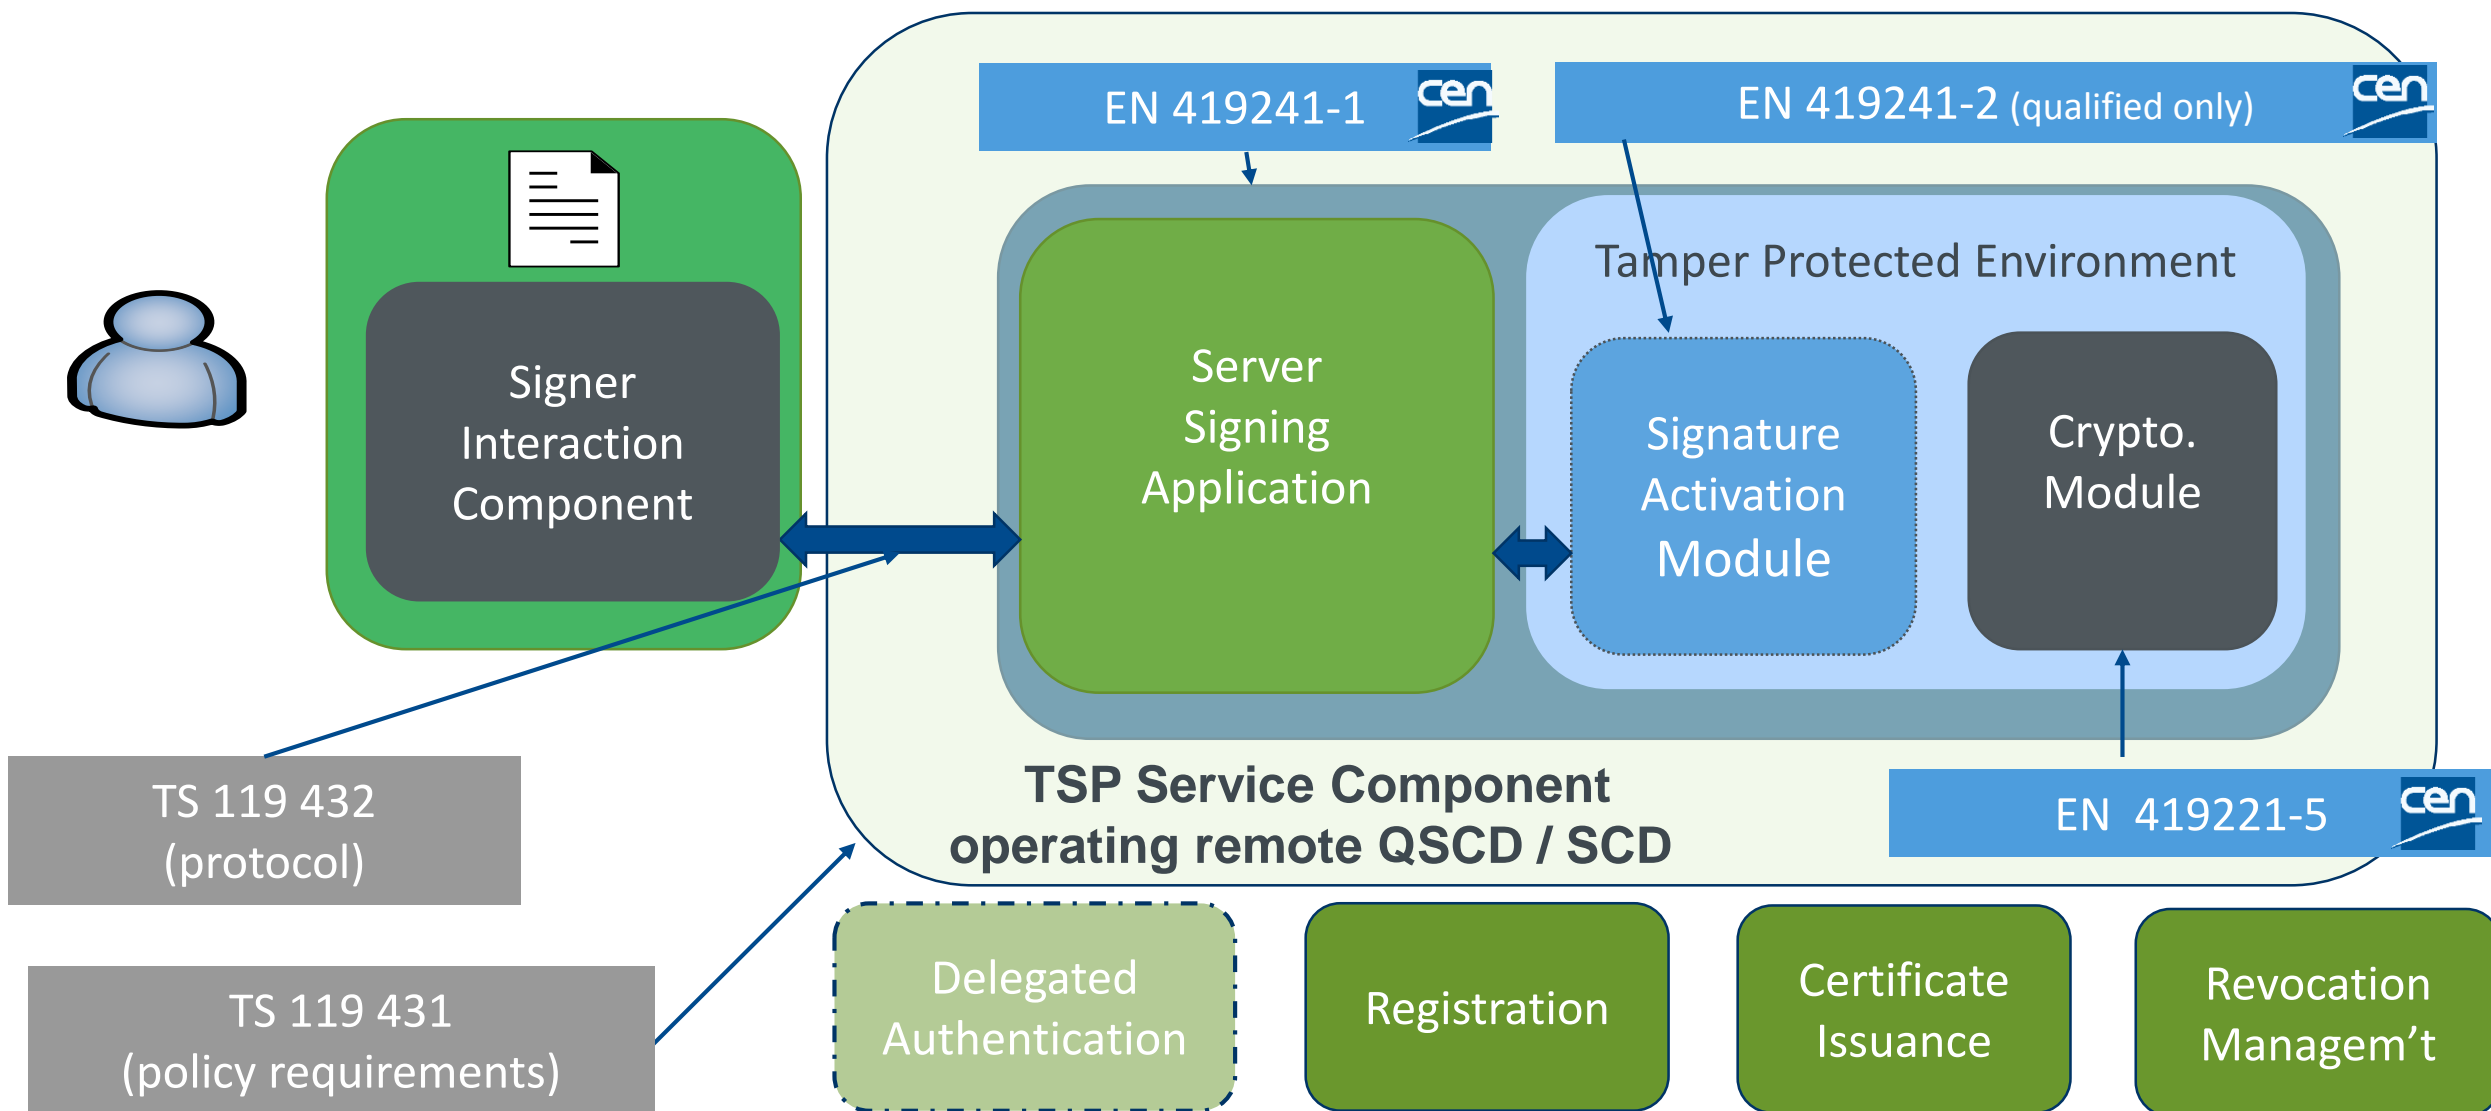 EN 419241-1
cen
EN 419241-2 (qualified only)
cen
Tamper Protected Environment
Signer
Interaction
Component
Server
Signing
Application
Signature
Activation
Module
Crypto.
Module
TSP Service Component
operating remote QSCD / SCD
EN  419221-5
cen
TS 119 432
(protocol)
TS 119 431
(policy requirements)
Delegated
Authentication
Registration
Certificate
Issuance
Revocation
Managem’t